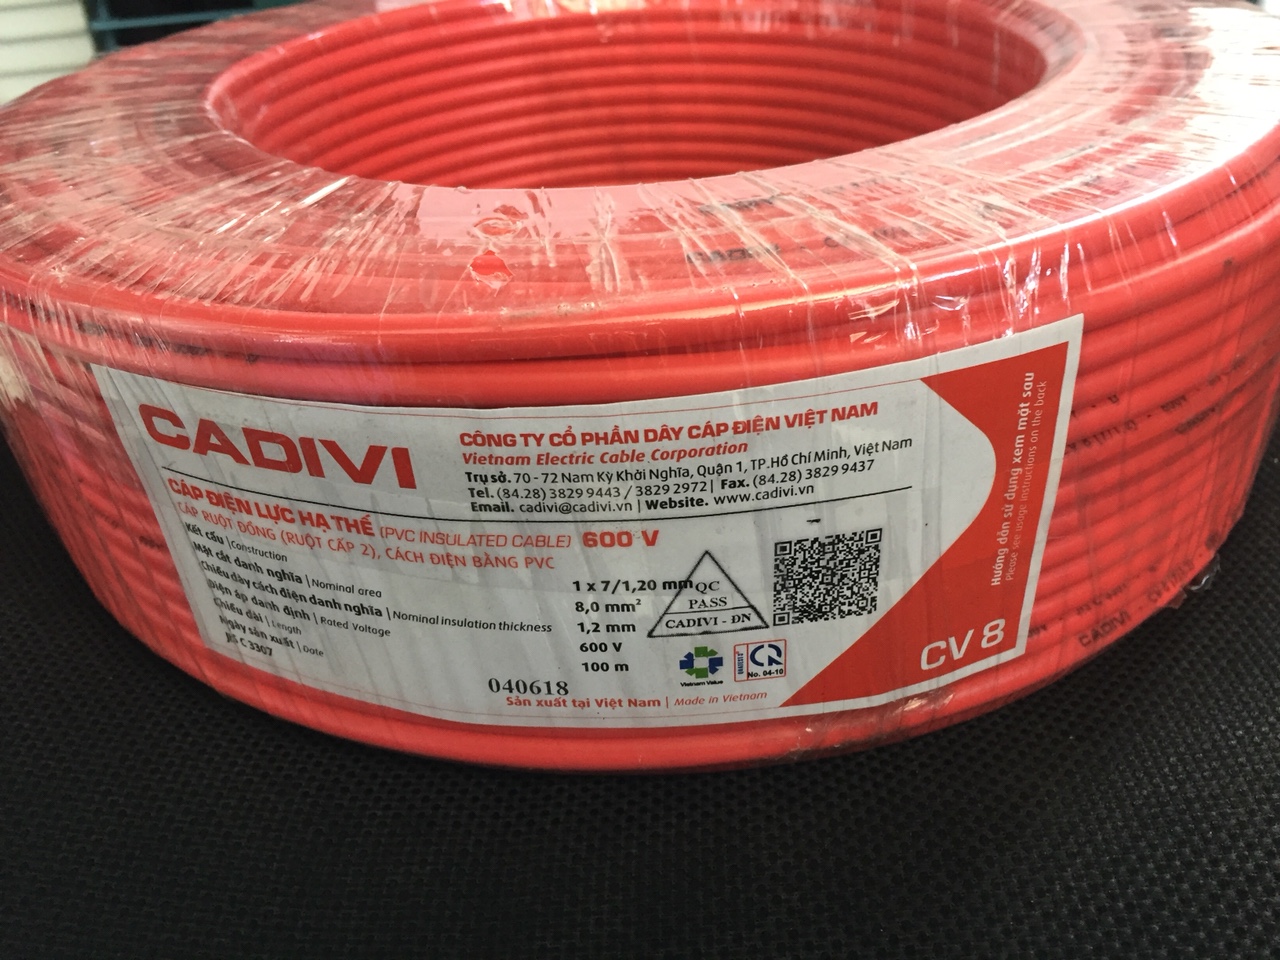 CADIVI
CÔNG TY CỔ PHẦN DÂY CÁP ĐIỆN VIỆT NAM
Vietnam Electric Cable Corporation
Trụ sở. 70 - 72 Nam Kỳ Khởi Nghĩa, Quận 1, TP.Hồ Chí Minh, Việt Nam
Tel. (84.28) 38299443 / 38292972 | Fax. (84.28) 38299437
Email. cadivi@cadivi.vn | Website. www.cadivi.vn
CÁP ĐIỆN LỰC HẠ THẾ (PVC INSULATED CABLE) 600 V
CÁP RUỘT ĐỒNG (RUỘT CẤP 2), CÁCH ĐIỆN BẰNG PVC
Kết cấu | Construction 1 x 7/1,20 mm
Mặt cắt danh nghĩa | Nominal area 8,0 mm²
Chiều dày cách điện danh nghĩa | Nominal insulation thickness 1,2 mm
Điện áp danh định | Rated Voltage 600 V
Chiều dài | Length 100 m
Ngày sản xuất | Date 040618
JIS C 3307
Sản xuất tại Việt Nam | Made in Vietnam
QC
PASS
CADIVI - ĐN
Vietnam Value
QUACERT
No. 04-10
CV 8
Hướng dẫn sử dụng xem mặt sau
Please see usage instructions on the back
CADIVI